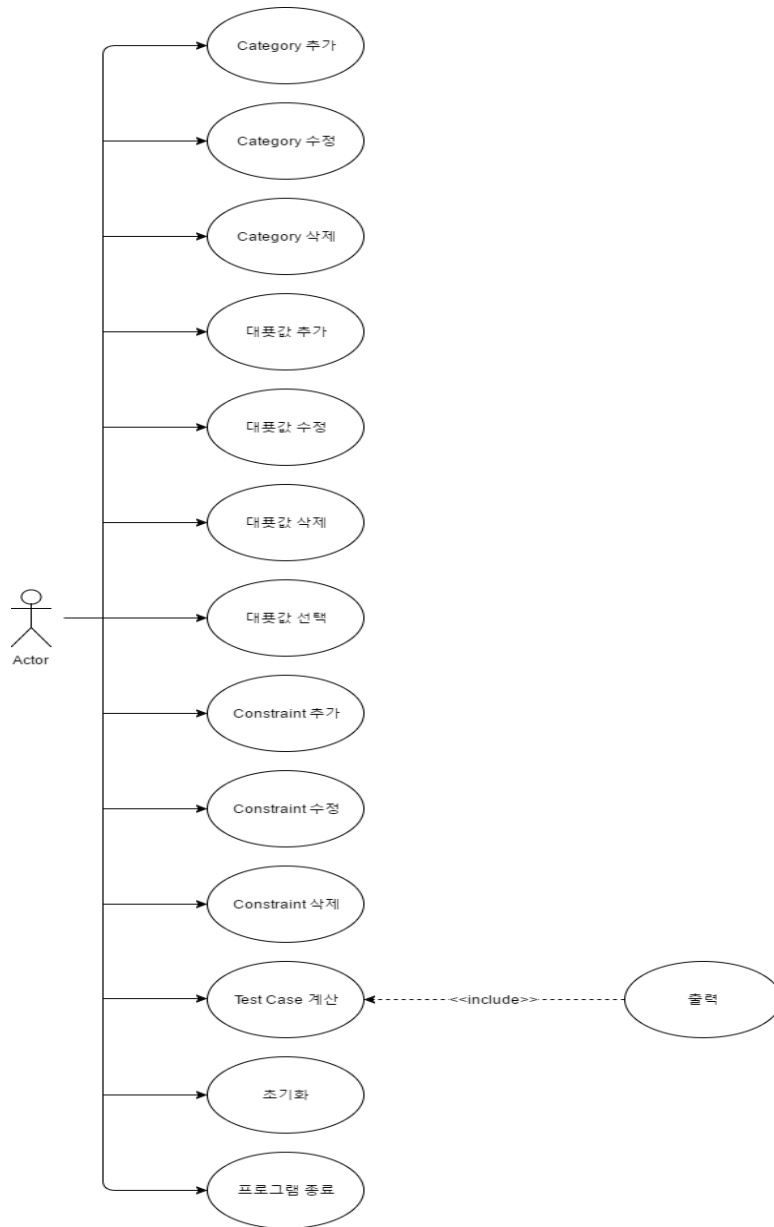 Category 추가
Category 수정
Category 삭제
대푯값 추가
대푯값 수정
대푯값 삭제
대푯값 선택
Actor
Constraint 추가
Constraint 수정
Constraint 삭제
Test Case 계산
<<include>>
출력
초기화
프로그램 종료